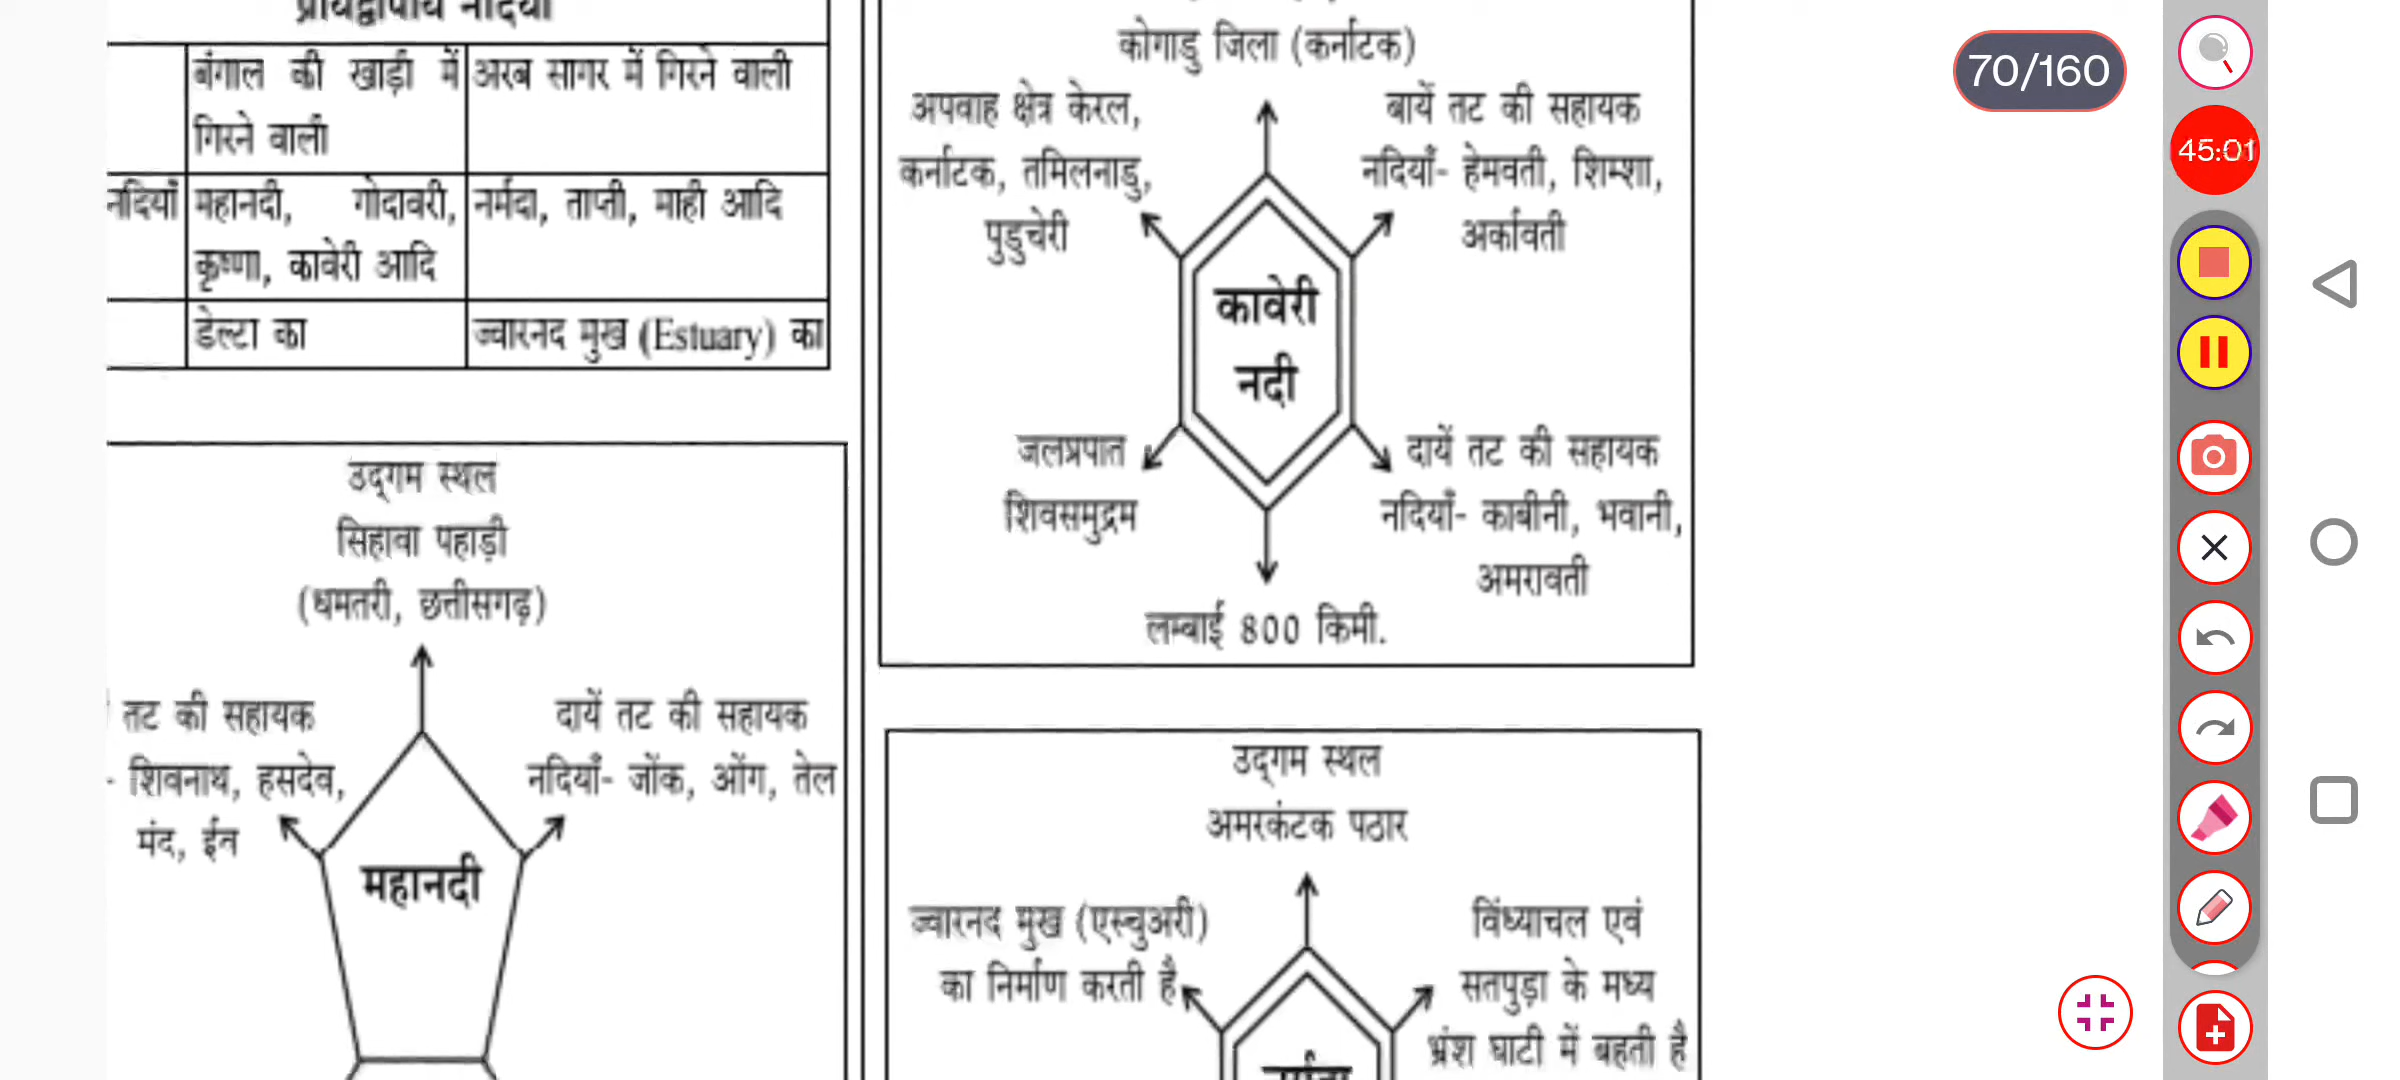 प्रायद्वीपीय नदियाँ
बंगाल की खाड़ी में
गिरने वाली
अरब सागर में गिरने वाली
नदियाँ
महानदी, गोदावरी,
कृष्णा, कावेरी आदि
नर्मदा, ताप्ती, माही आदि
डेल्टा का
ज्वारनद मुख (Estuary) का
उद्गम स्थल
सिहावा पहाड़ी
(धमतरी, छत्तीसगढ़)
तट की सहायक
- शिवनाथ, हसदेव,
मंद, ईन
दायें तट की सहायक
नदियाँ- जोंक, ओंग, तेल
महानदी
कोगाडु जिला (कर्नाटक)
अपवाह क्षेत्र केरल,
कर्नाटक, तमिलनाडु,
पुडुचेरी
बायें तट की सहायक
नदियाँ- हेमवती, शिम्शा,
अर्कावती
कावेरी
नदी
जलप्रपात
शिवसमुद्रम
दायें तट की सहायक
नदियाँ- काबीनी, भवानी,
अमरावती
लम्बाई 800 किमी.
उद्गम स्थल
अमरकंटक पठार
ज्वारनद मुख (एस्चुअरी)
का निर्माण करती है
विंध्याचल एवं
सतपुड़ा के मध्य
भ्रंश घाटी में बहती है
70/160
45:01